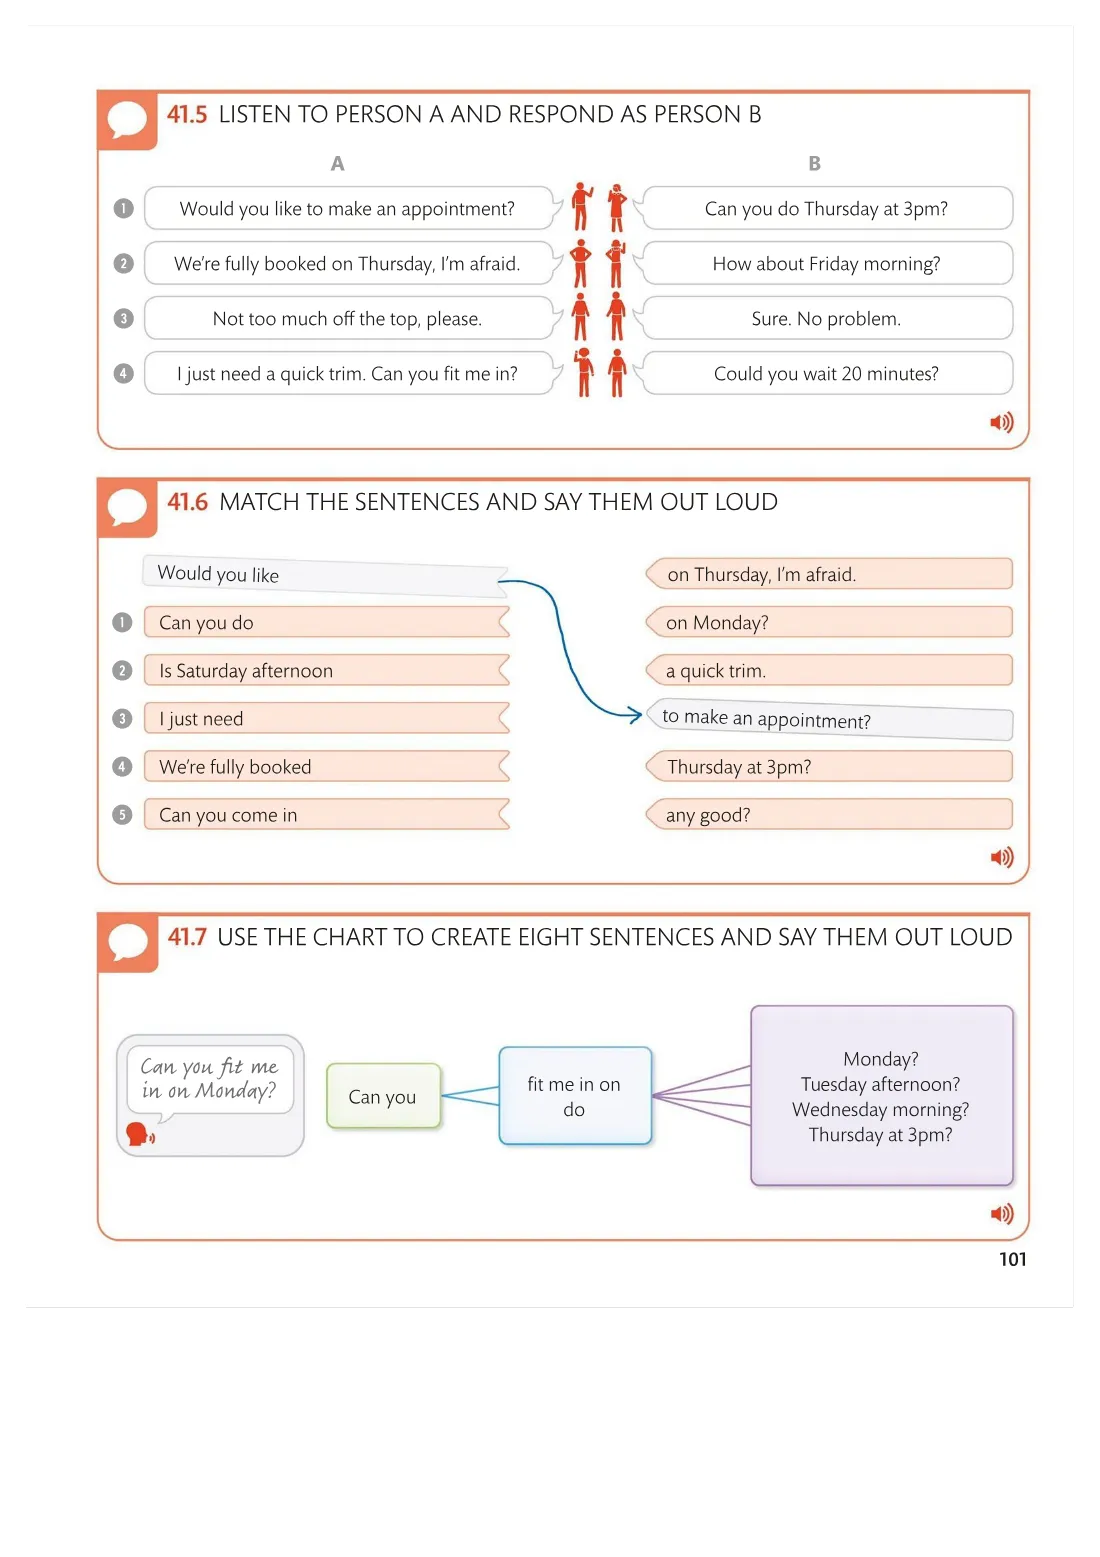 41.5 LISTEN TO PERSON A AND RESPOND AS PERSON B
A B
1 Would you like to make an appointment? Can you do Thursday at 3pm?
2 We're fully booked on Thursday, I'm afraid. How about Friday morning?
3 Not too much off the top, please. Sure. No problem.
4 I just need a quick trim. Can you fit me in? Could you wait 20 minutes?
41.6 MATCH THE SENTENCES AND SAY THEM OUT LOUD
Would you like on Thursday, I'm afraid.
1 Can you do on Monday?
2 Is Saturday afternoon a quick trim.
3 I just need to make an appointment?
4 We're fully booked Thursday at 3pm?
5 Can you come in any good?
41.7 USE THE CHART TO CREATE EIGHT SENTENCES AND SAY THEM OUT LOUD
Can you fit me
in on Monday?
Can you
fit me in on
do
Monday?
Tuesday afternoon?
Wednesday morning?
Thursday at 3pm?
101